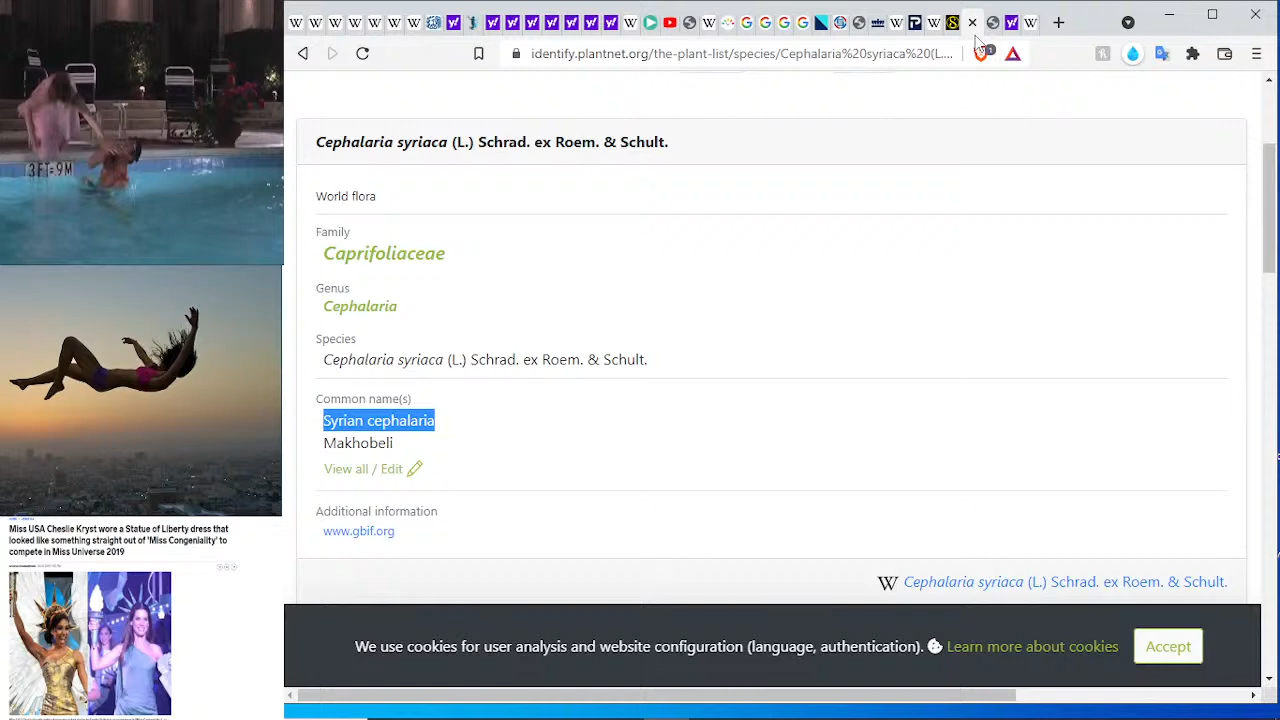 3 FT=9M
Miss USA Cheslie Kryst wore a Statue of Liberty dress that
looked like something straight out of 'Miss Congeniality' to
compete in Miss Universe 2019
identify.plantnet.org/the-plant-list/species/Cephalaria%20syriaca%20(L...
1
Cephalaria syriaca (L.) Schrad. ex Roem. & Schult.
World flora
Family
Caprifoliaceae
Genus
Cephalaria
Species
Cephalaria syriaca (L.) Schrad. ex Roem. & Schult.
Common name(s)
Syrian cephalaria
Makhobeli
View all / Edit
Additional information
www.gbif.org
Cephalaria syriaca (L.) Schrad. ex Roem. & Schult.
We use cookies for user analysis and website configuration (language, authentication). Learn more about cookies
Accept